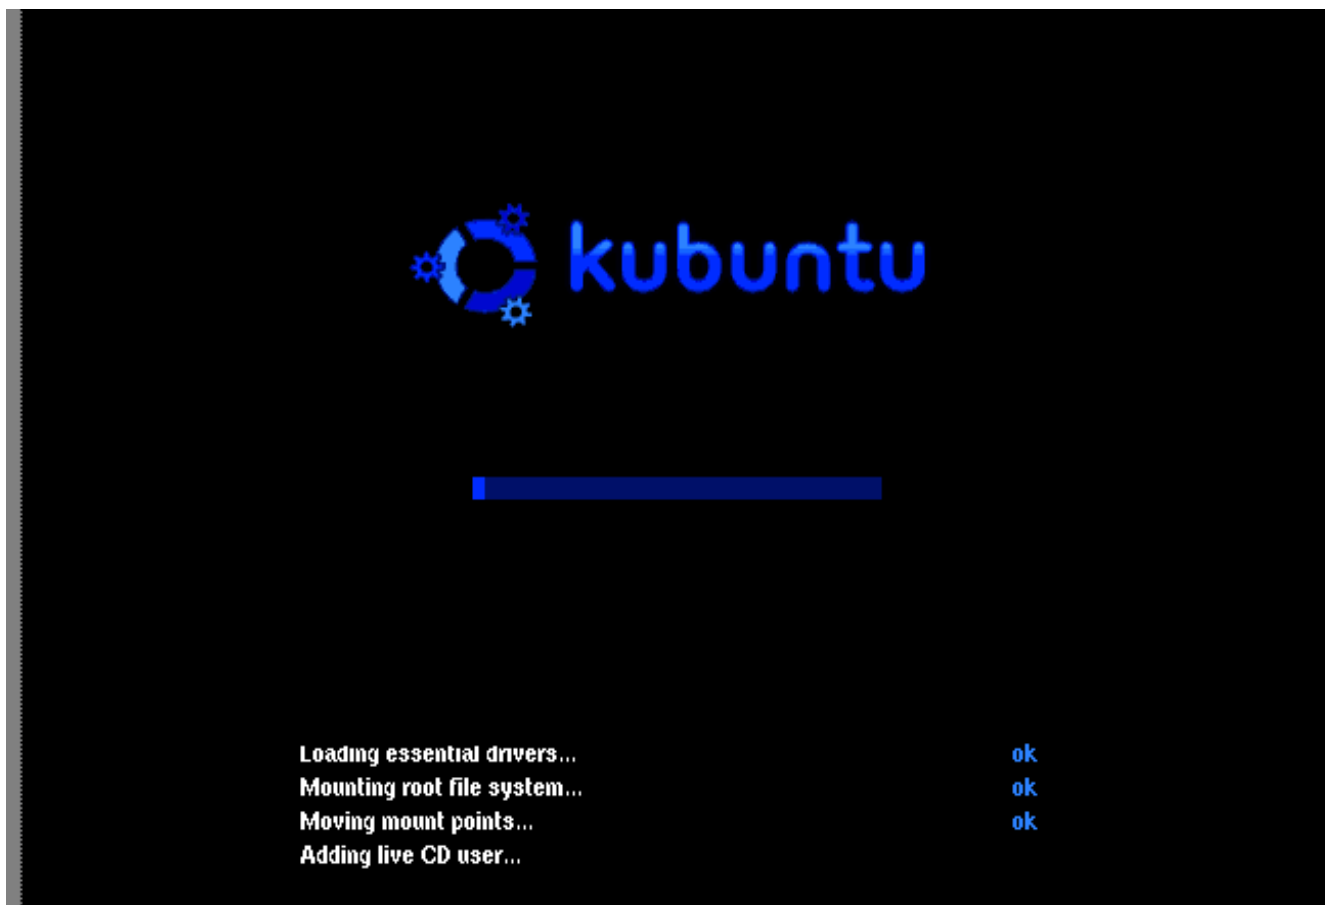 kubuntu
Loading essential drivers... ok
Mounting root file system... ok
Moving mount points... ok
Adding live CD user...